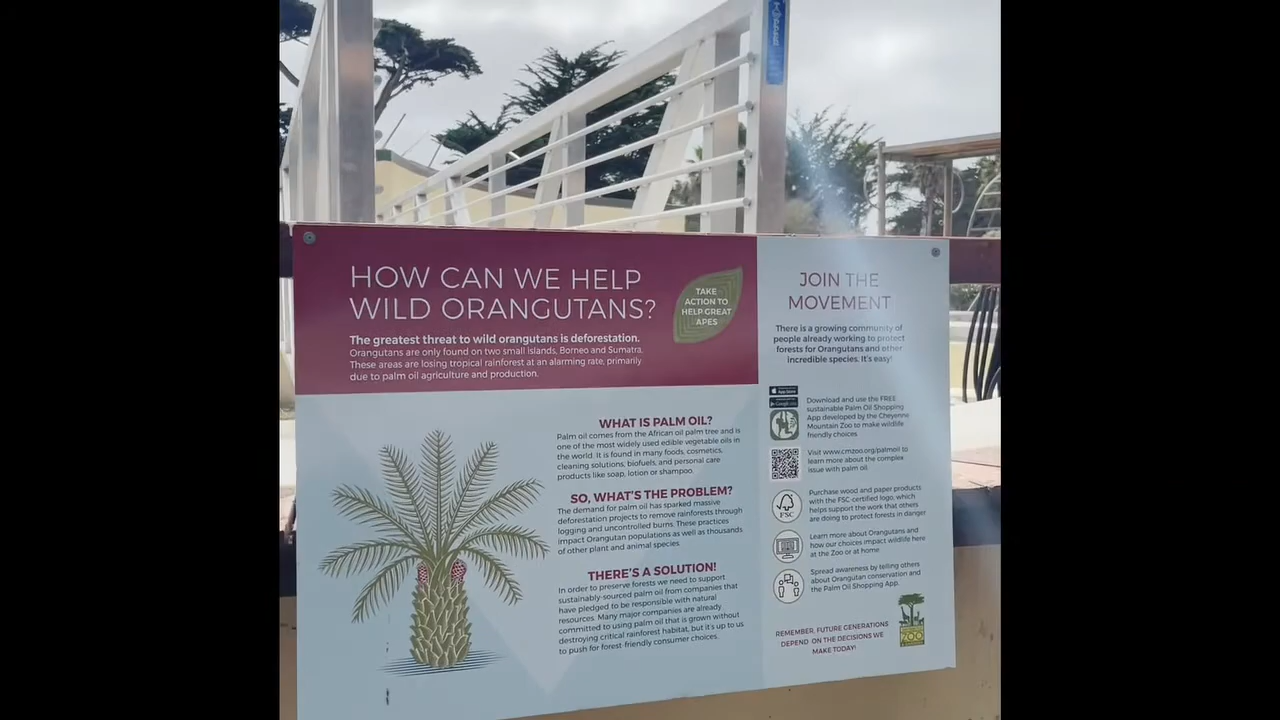 HOW CAN WE HELP
WILD ORANGUTANS?
The greatest threat to wild orangutans is deforestation.
Orangutans are only found on two small islands, Borneo and Sumatra.
These areas are losing tropical rainforest at an alarming rate, primarily
due to palm oil agriculture and production.
TAKE
ACTION TO
HELP GREAT
APES
WHAT IS PALM OIL?
Palm oil comes from the African oil palm tree and is
one of the most widely used edible vegetable oils in
the world. It is found in many foods, cosmetics,
cleaning solutions, biofuels, and personal care
products like soap, lotion or shampoo.
SO, WHAT'S THE PROBLEM?
The demand for palm oil has sparked massive
deforestation projects to remove rainforests through
logging and uncontrolled burns. These practices
impact Orangutan populations as well as thousands
of other plant and animal species.
THERE'S A SOLUTION!
In order to preserve forests we need to support
sustainably-sourced palm oil from companies that
have pledged to be responsible with natural
resources. Many major companies are already
committed to using palm oil that is grown without
destroying critical rainforest habitat, but it's up to us
to push for forest-friendly consumer choices.
JOIN THE
MOVEMENT
There is a growing community of
people already working to protect
forests for Orangutans and other
incredible species. It's easy!
App Store
Google play
Download and use the FREE
sustainable Palm Oil Shopping
App developed by the Cheyenne
Mountain Zoo to make wildlife
friendly choices.
Visit www.cmzoo.org/palmoil to
learn more about the complex
issue with palm oil.
FSC
Purchase wood and paper products
with the FSC-certified logo, which
helps support the work that others
are doing to protect forests in danger
Learn more about Orangutans and
how our choices impact wildlife here
at the Zoo or at home.
Spread awareness by telling others
about Orangutan conservation and
the Palm Oil Shopping App.
REMEMBER, FUTURE GENERATIONS
DEPEND ON THE DECISIONS WE
MAKE TODAY!
ZOO